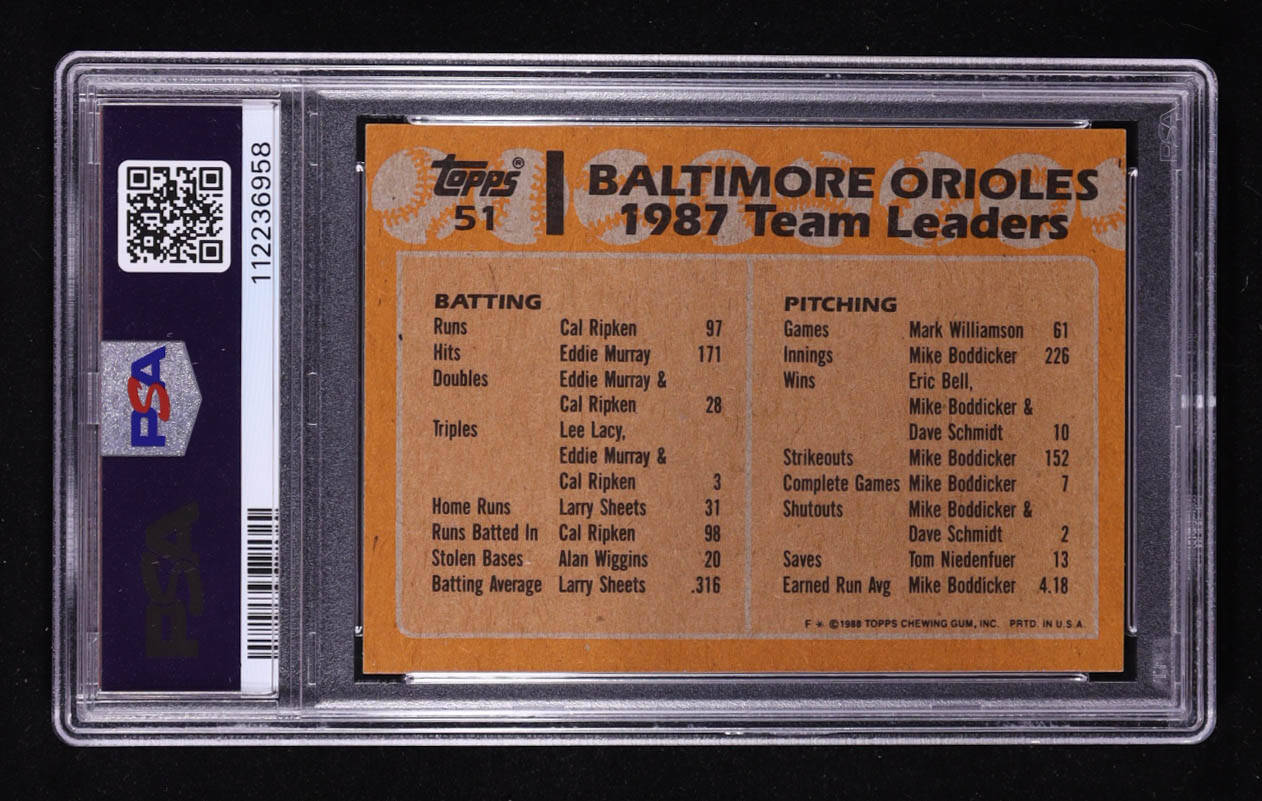 topps®
51
BALTIMORE ORIOLES
1987 Team Leaders
BATTING
Runs Cal Ripken 97
Hits Eddie Murray 171
Doubles Eddie Murray &
Cal Ripken 28
Triples Lee Lacy,
Eddie Murray &
Cal Ripken 3
Home Runs Larry Sheets 31
Runs Batted In Cal Ripken 98
Stolen Bases Alan Wiggins 20
Batting Average Larry Sheets .316
PITCHING
Games Mark Williamson 61
Innings Mike Boddicker 226
Wins Eric Bell,
Mike Boddicker &
Dave Schmidt 10
Strikeouts Mike Boddicker 152
Complete Games Mike Boddicker 7
Shutouts Mike Boddicker &
Dave Schmidt 2
Saves Tom Niedenfuer 13
Earned Run Avg Mike Boddicker 4.18
F * ©1988 TOPPS CHEWING GUM, INC. PRTD. IN U.S.A.
112236958
PSA
PSA
PSA